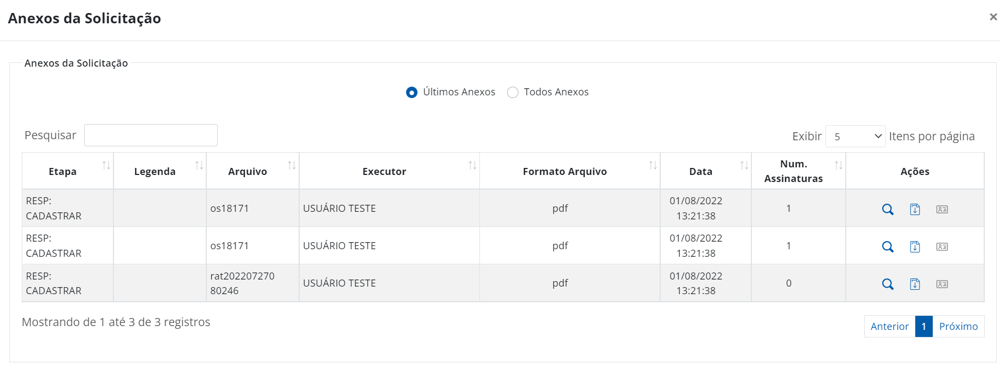 Anexos da Solicitação
×
Anexos da Solicitação
Últimos Anexos Todos Anexos
Pesquisar
Exibir 5 Itens por página
Etapa Legenda Arquivo Executor Formato Arquivo Data Num. Assinaturas Ações
RESP: CADASTRAR os18171 USUÁRIO TESTE pdf 01/08/2022 13:21:38 1
RESP: CADASTRAR os18171 USUÁRIO TESTE pdf 01/08/2022 13:21:38 1
RESP: CADASTRAR rat20220727080246 USUÁRIO TESTE pdf 01/08/2022 13:21:38 0
Mostrando de 1 até 3 de 3 registros
Anterior 1 Próximo